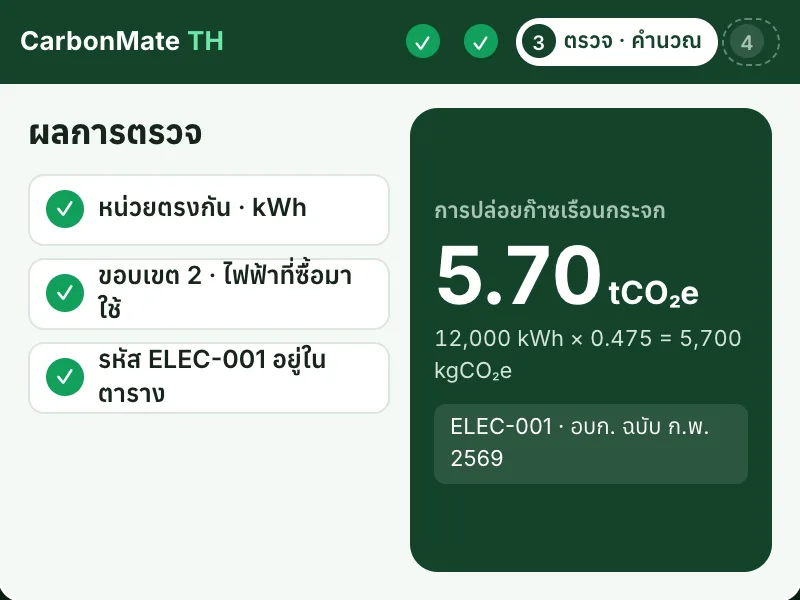 CarbonMate TH
3 ตรวจ · คำนวณ
4
ผลการตรวจ
หน่วยตรงกัน · kWh
ขอบเขต 2 · ไฟฟ้าที่ซื้อมา
ใช้
รหัส ELEC-001 อยู่ใน
ตาราง
การปล่อยก๊าซเรือนกระจก
5.70 tCO₂e
12,000 kWh × 0.475 = 5,700
kgCO₂e
ELEC-001 · อบก. ฉบับ ก.พ.
2569